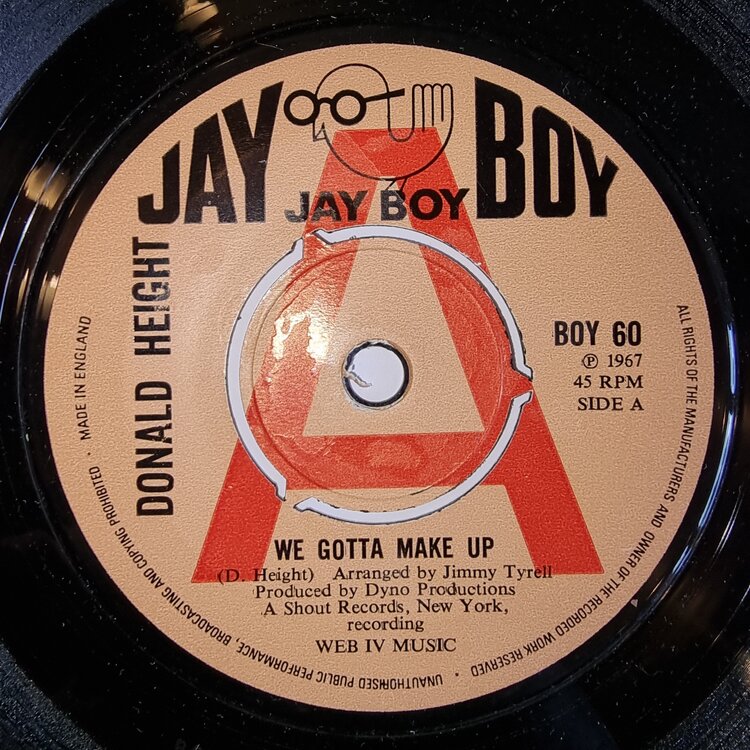 JAY BOY
JAY BOY
A
DONALD HEIGHT
BOY 60
℗ 1967
45 RPM
SIDE A
WE GOTTA MAKE UP
(D. Height) Arranged by Jimmy Tyrell
Produced by Dyno Productions
A Shout Records, New York,
recording
WEB IV MUSIC
ALL RIGHTS OF THE MANUFACTURERS AND OWNER OF THE RECORDED WORK RESERVED • UNAUTHORISED PUBLIC PERFORMANCE, BROADCASTING AND COPYING PROHIBITED • MADE IN ENGLAND